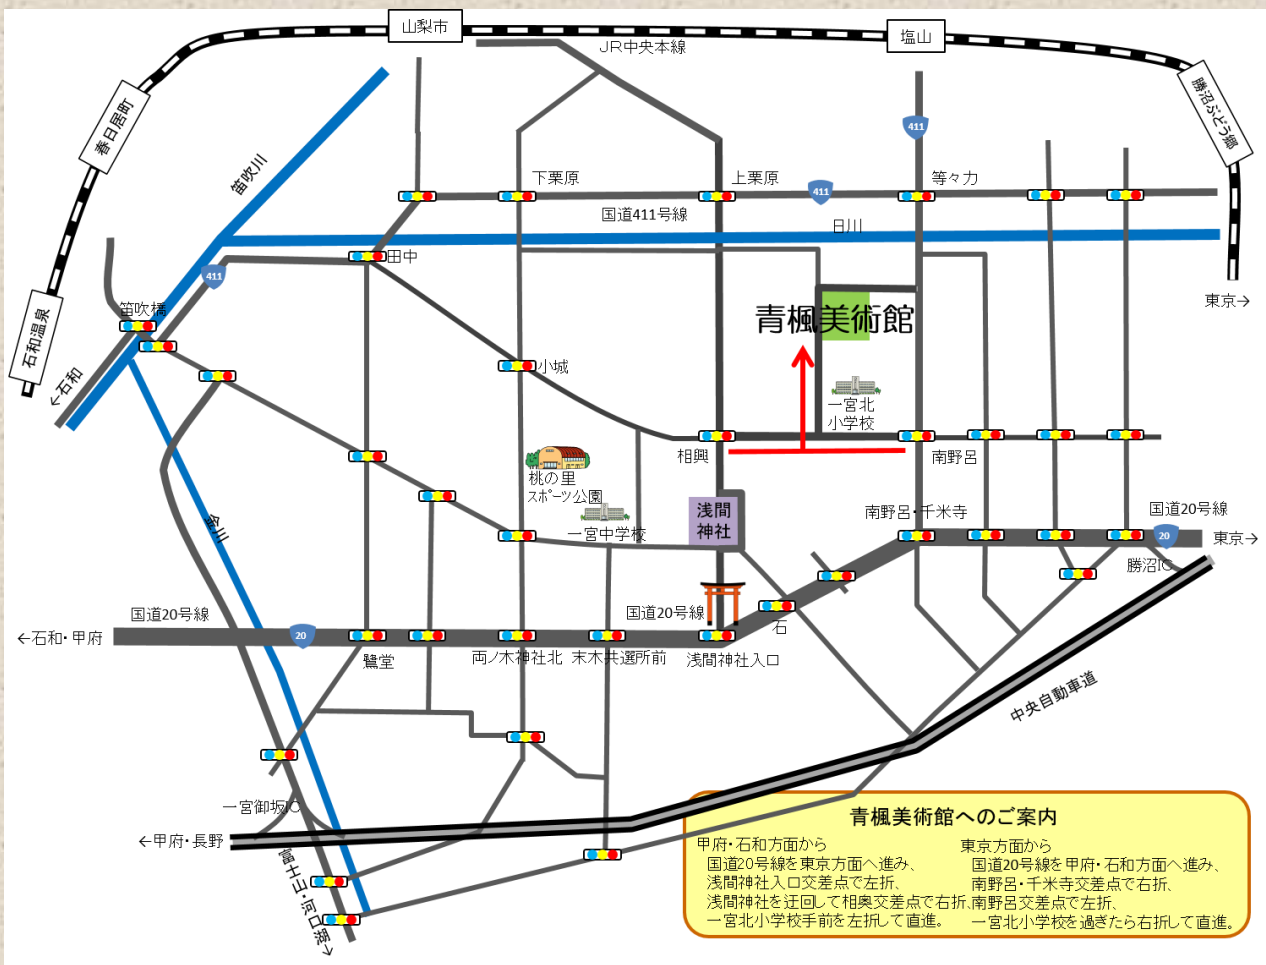 山梨市
塩山
JR中央本線
勝沼ぶどう郷
春日居町
411
笛吹川
下栗原
上栗原
411
等々力
国道411号線
日川
田中
411
東京→
笛吹橋
石和温泉
青楓美術館
←石和
小城
一宮北
小学校
相興
南野呂
桃の里
スポーツ公園
浅間
神社
南野呂・千米寺
国道20号線
一宮中学校
20
東京→
金川
勝沼IC
国道20号線
国道20号線
石
←石和・甲府
20
鷺堂
両ノ木神社北
末木共選所前
浅間神社入口
中央自動車道
一宮御坂IC
←甲府・長野
富士山・河口湖→
青楓美術館へのご案内
甲府・石和方面から
国道20号線を東京方面へ進み、
浅間神社入口交差点で左折、
浅間神社を迂回して相奥交差点で右折、
一宮北小学校手前を左折して直進。
東京方面から
国道20号線を甲府・石和方面へ進み、
南野呂・千米寺交差点で右折、
南野呂交差点で左折、
一宮北小学校を過ぎたら右折して直進。